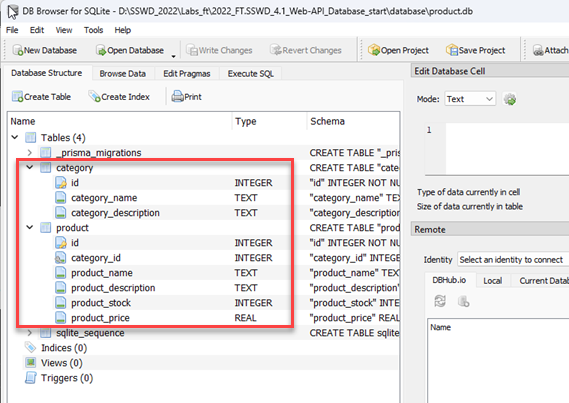 DB Browser for SQLite - D:\SSWD_2022\Labs_ft\2022_FT.SSWD_4.1_Web-API_Database_start\database\product.db
File Edit View Tools Help
New Database Open Database Write Changes Revert Changes Open Project Save Project Attach
Database Structure Browse Data Edit Pragmas Execute SQL
Create Table Create Index Print
Name Type Schema
Tables (4)
_prisma_migrations CREATE TABLE "_pris
category CREATE TABLE "cate
id INTEGER "id" INTEGER NOT NU
category_name TEXT "category_name" TEX
category_description TEXT "category_description
product CREATE TABLE "produ
id INTEGER "id" INTEGER NOT NU
category_id INTEGER "category_id" INTEGE
product_name TEXT "product_name" TEXT
product_description TEXT "product_description"
product_stock INTEGER "product_stock" INTE
product_price REAL "product_price" REAL
sqlite_sequence CREATE TABLE sqlite
Indices (0)
Views (0)
Triggers (0)
Edit Database Cell
Mode: Text
1
Type of data currently in cell
Size of data currently in table
Remote
Identity Select an identity to connect
DBHub.io Local Current Datab
Name